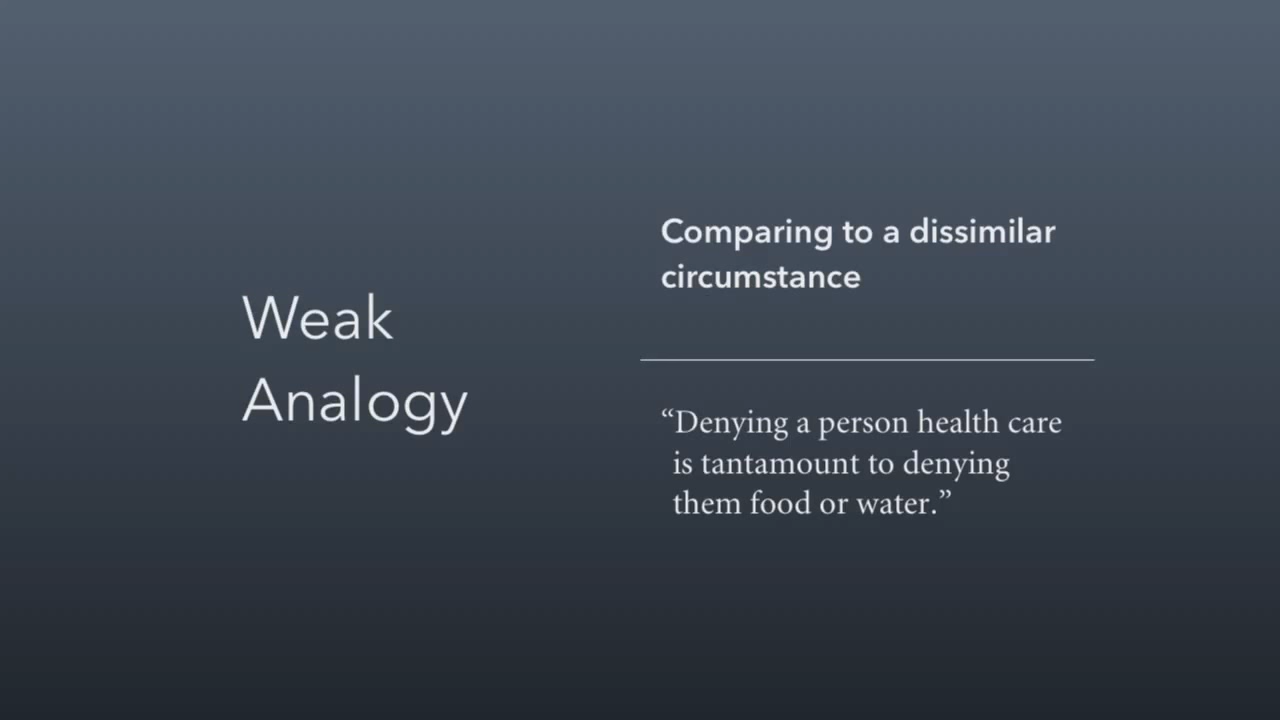 Weak
Analogy
Comparing to a dissimilar
circumstance
“Denying a person health care
is tantamount to denying
them food or water.”